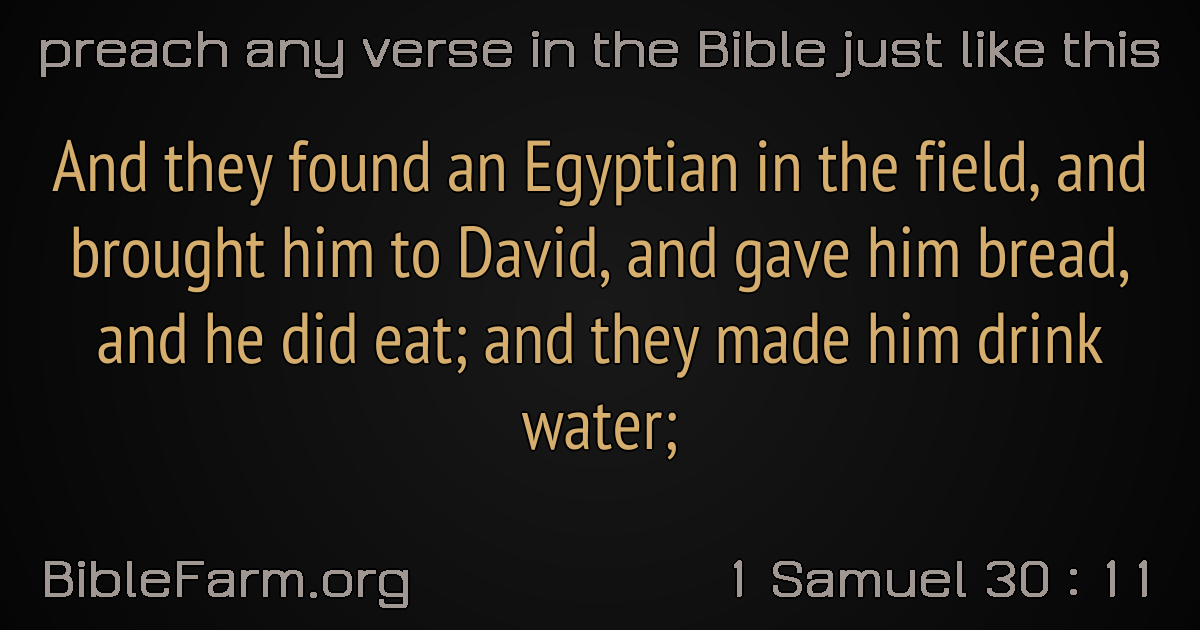 preach any verse in the Bible just like this
And they found an Egyptian in the field, and
brought him to David, and gave him bread,
and he did eat; and they made him drink
water;
BibleFarm.org
1 Samuel 30 : 11